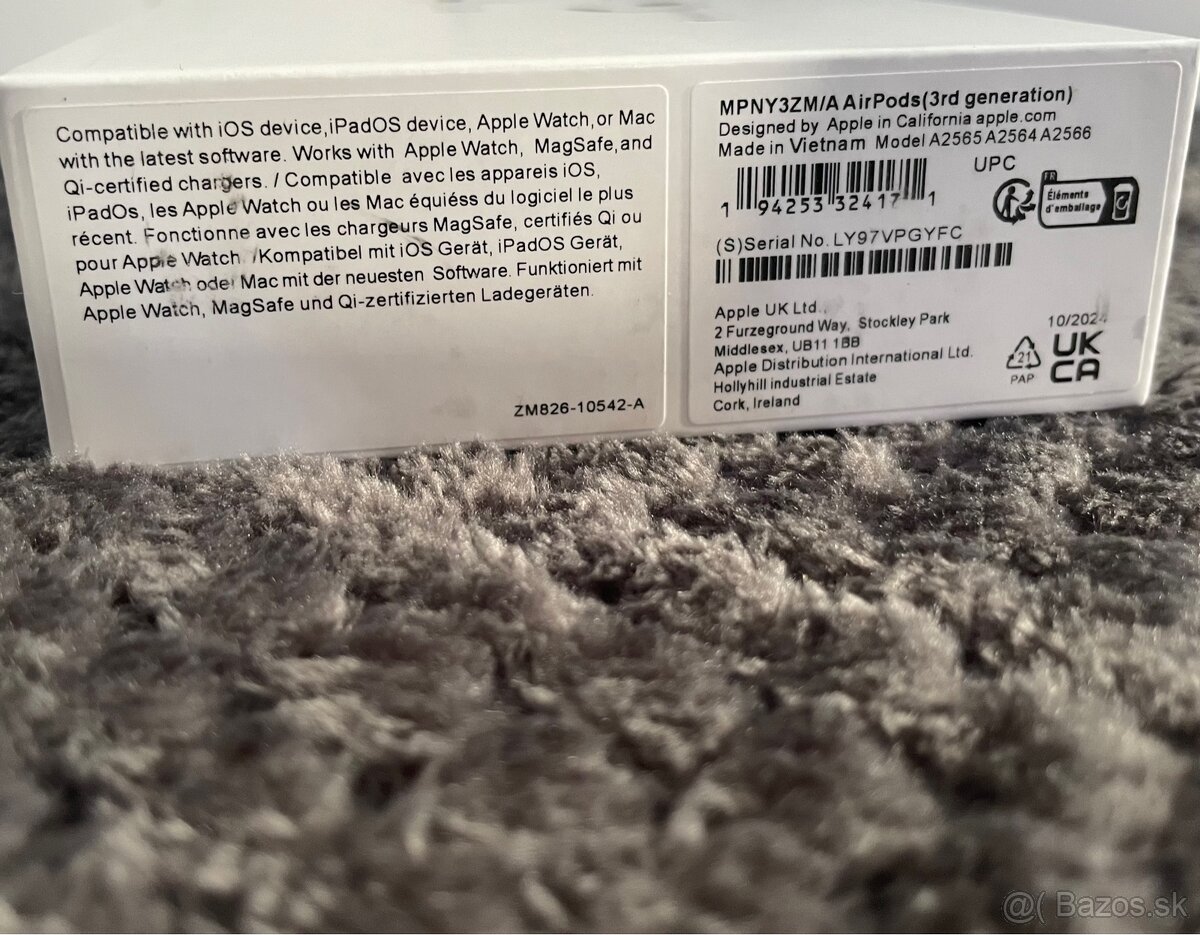 Compatible with iOS device,iPadOS device, Apple Watch,or Mac
with the latest software. Works with Apple Watch, MagSafe,and
Qi-certified chargers. / Compatible avec les appareis iOS,
iPadOs, les Apple Watch ou les Mac équiésss du logiciel le plus
récent. Fonctionne avec les chargeurs MagSafe, certifiés Qi ou
pour Apple Watch /Kompatibel mit iOS Gerät, iPadOS Gerät,
Apple Watch oder Mac mit der neuesten Software. Funktioniert mit
Apple Watch, MagSafe und Qi-zertifizierten Ladegeräten.
ZM826-10542-A
MPNY3ZM/A AirPods(3rd generation)
Designed by Apple in California apple.com
Made in Vietnam Model A2565 A2564 A2566
UPC
1 94253 32417 1
FR
Éléments
d'emballage
(S)Serial No. LY97VPGYFC
Apple UK Ltd.,
2 Furzeground Way, Stockley Park
Middlesex, UB11 1BB
Apple Distribution International Ltd.
Hollyhill industrial Estate
Cork, Ireland
10/2024
21
PAP
UK
CA
@( Bazos.sk